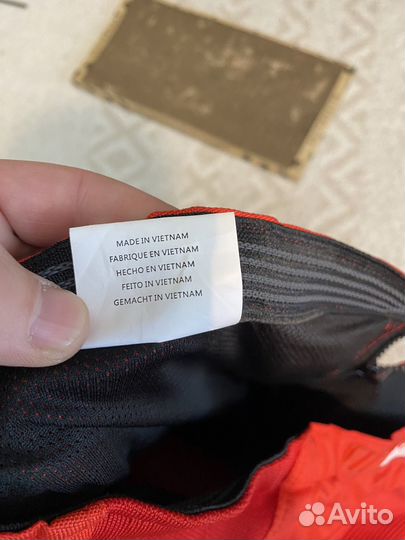 MADE IN VIETNAM
FABRIQUE EN VIETNAM
HECHO EN VIETNAM
FEITO IN VIETNAM
GEMACHT IN VIETNAM
Avito